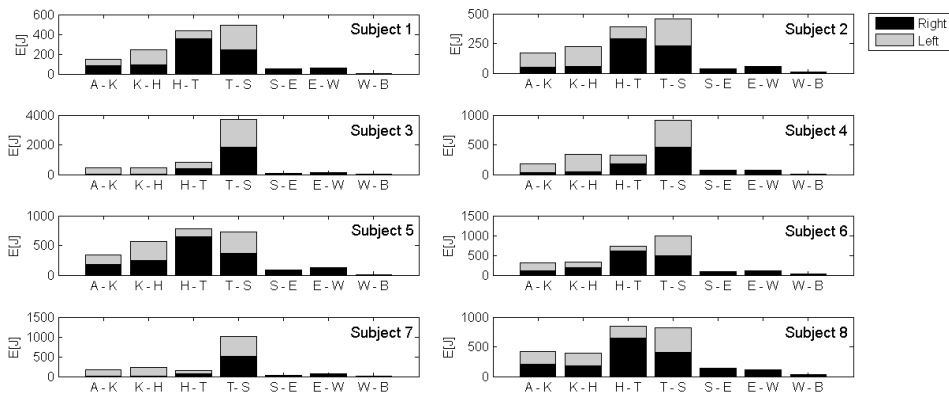 600
400
200
0
E[J]
Subject 1
A - K K - H H - T T - S S - E E - W W - B
500
250
0
E[J]
Subject 2
A - K K - H H - T T - S S - E E - W W - B
Right
Left
4000
2000
0
E[J]
Subject 3
A - K K - H H - T T - S S - E E - W W - B
1000
500
0
E[J]
Subject 4
A - K K - H H - T T - S S - E E - W W - B
1000
500
0
E[J]
Subject 5
A - K K - H H - T T - S S - E E - W W - B
1500
1000
500
0
E[J]
Subject 6
A - K K - H H - T T - S S - E E - W W - B
1500
1000
500
0
E[J]
Subject 7
A - K K - H H - T T - S S - E E - W W - B
1000
500
0
E[J]
Subject 8
A - K K - H H - T T - S S - E E - W W - B